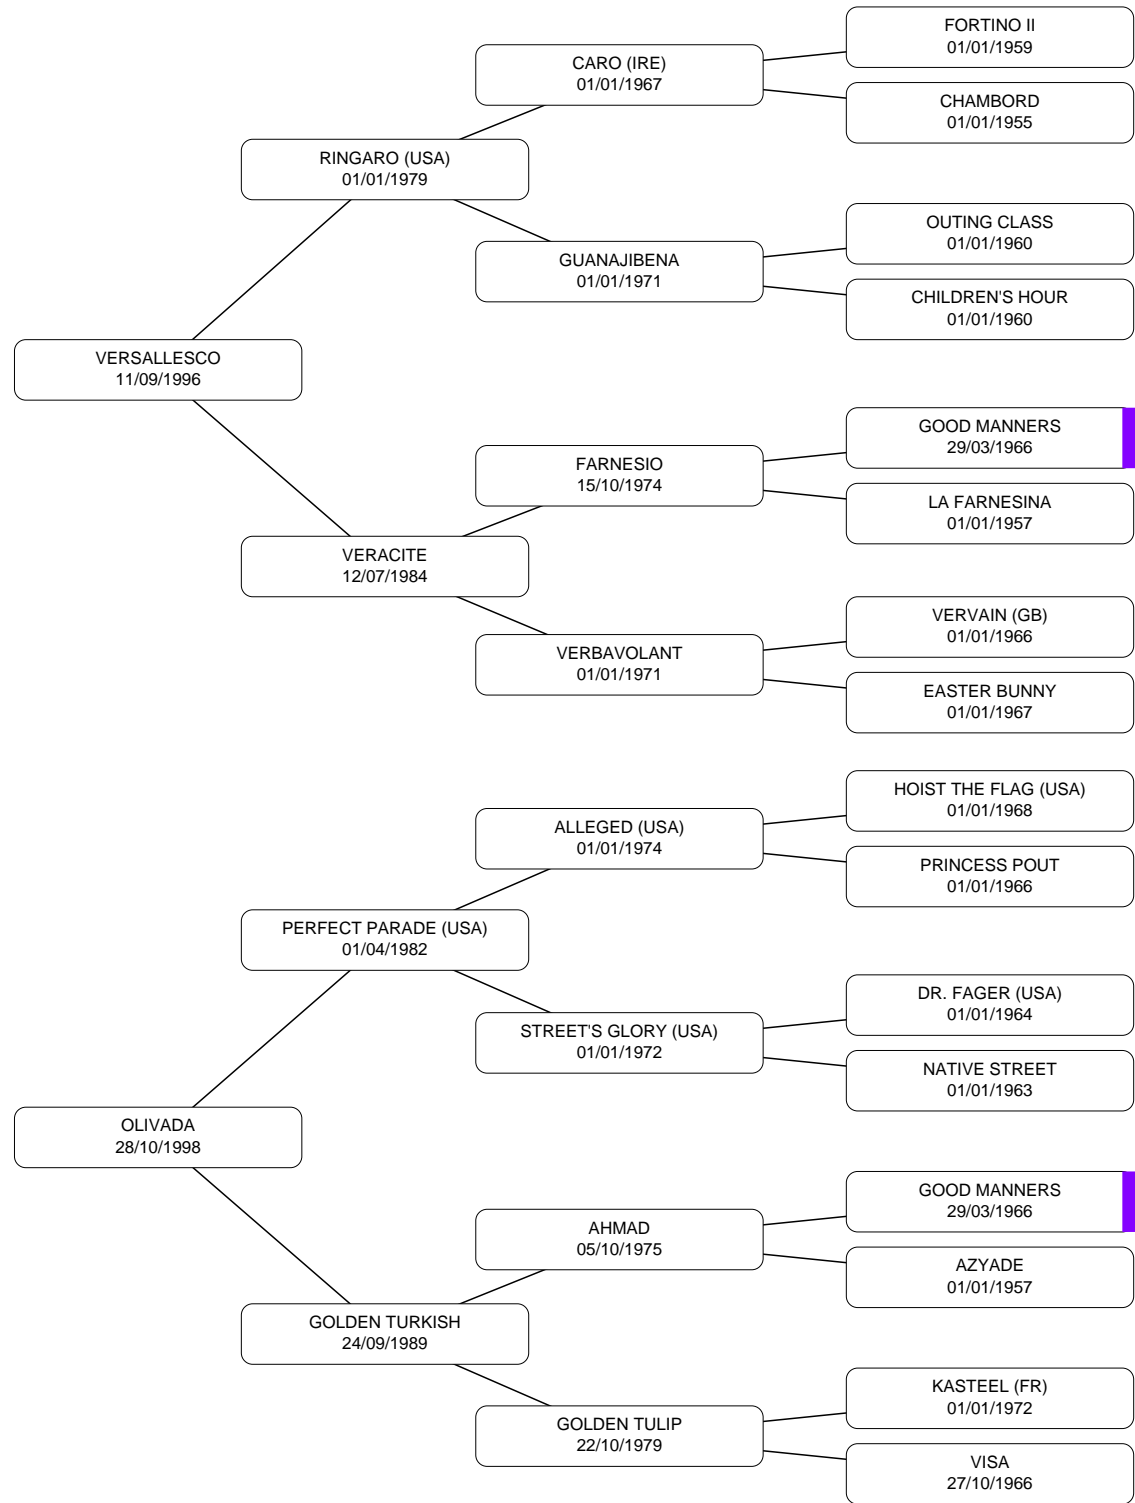 FORTINO II
01/01/1959
CARO (IRE)
01/01/1967
CHAMBORD
01/01/1955
RINGARO (USA)
01/01/1979
OUTING CLASS
01/01/1960
GUANAJIBENA
01/01/1971
CHILDREN'S HOUR
01/01/1960
VERSALLESCO
11/09/1996
GOOD MANNERS
29/03/1966
FARNESIO
15/10/1974
LA FARNESINA
01/01/1957
VERACITE
12/07/1984
VERVAIN (GB)
01/01/1966
VERBAVOLANT
01/01/1971
EASTER BUNNY
01/01/1967
HOIST THE FLAG (USA)
01/01/1968
ALLEGED (USA)
01/01/1974
PRINCESS POUT
01/01/1966
PERFECT PARADE (USA)
01/04/1982
DR. FAGER (USA)
01/01/1964
STREET'S GLORY (USA)
01/01/1972
NATIVE STREET
01/01/1963
OLIVADA
28/10/1998
GOOD MANNERS
29/03/1966
AHMAD
05/10/1975
AZYADE
01/01/1957
GOLDEN TURKISH
24/09/1989
KASTEEL (FR)
01/01/1972
GOLDEN TULIP
22/10/1979
VISA
27/10/1966